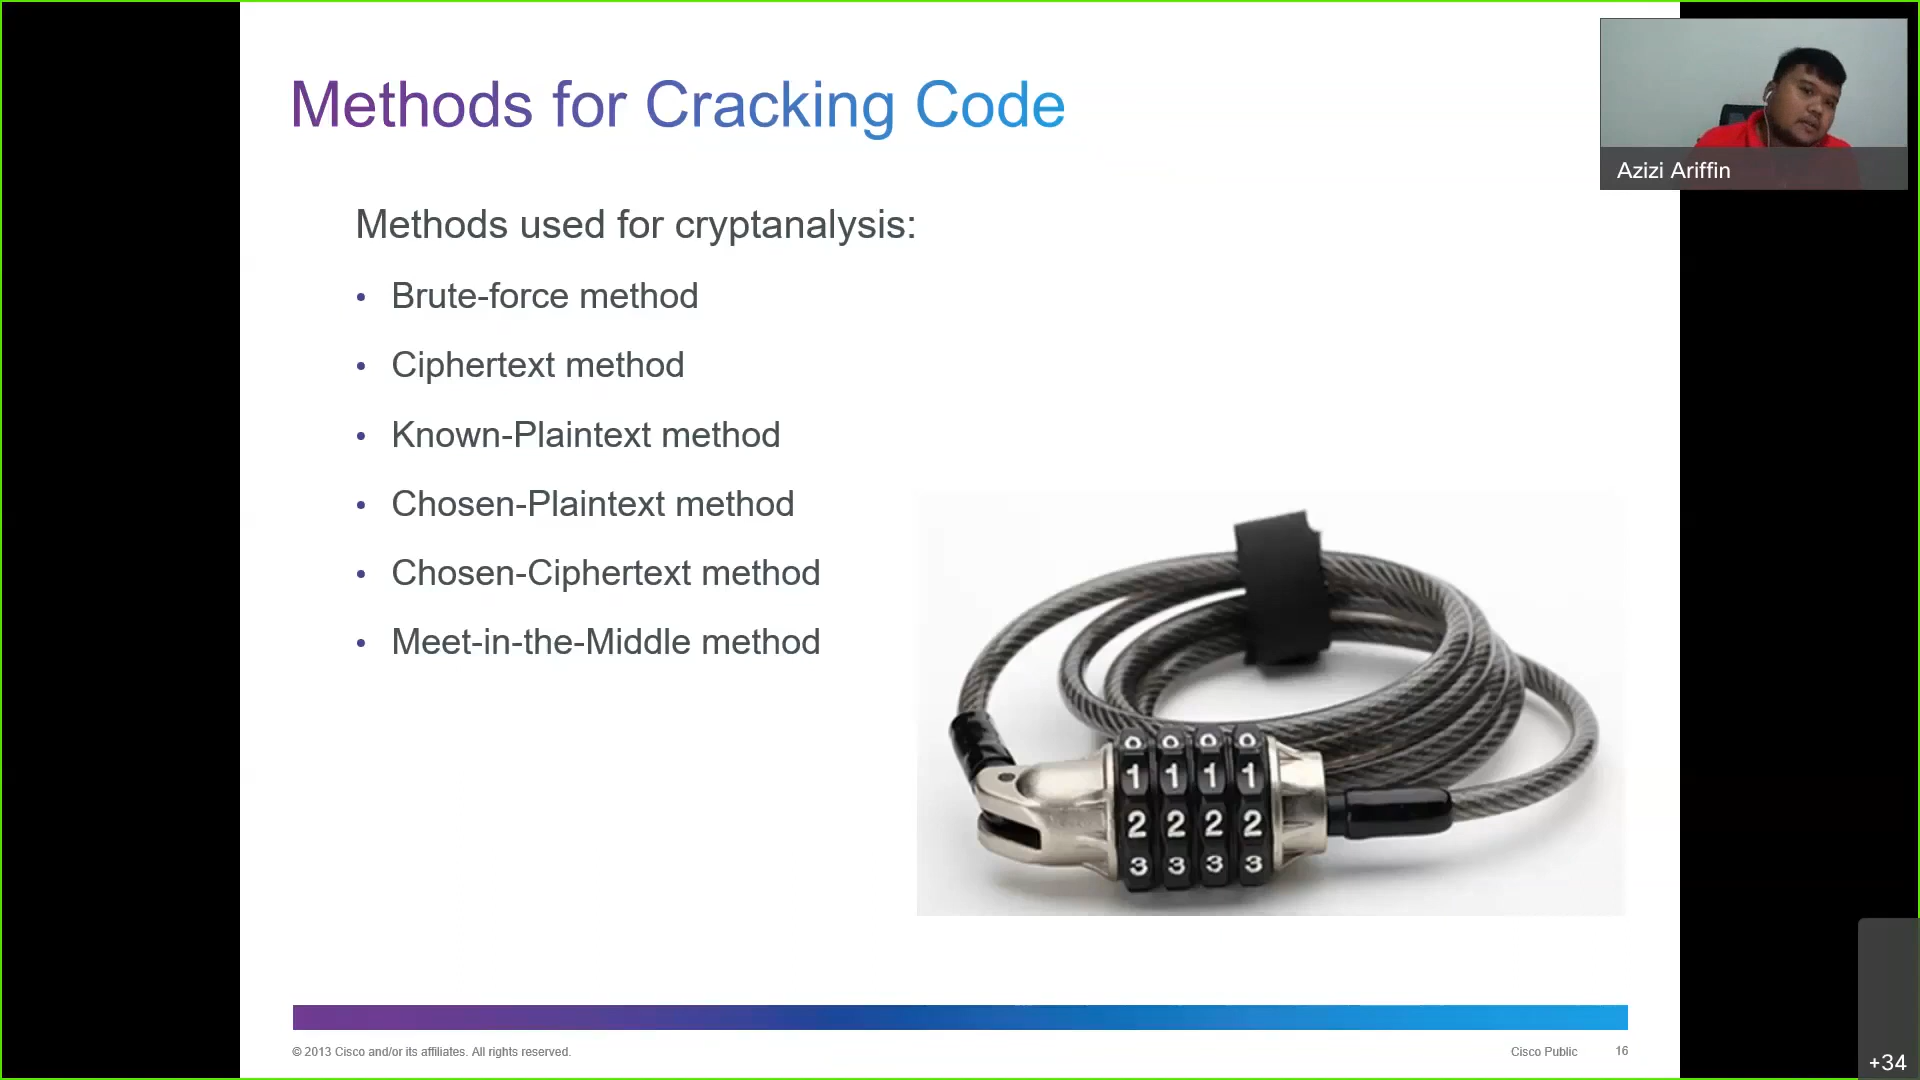 Methods for Cracking Code
Azizi Ariffin
Methods used for cryptanalysis:
• Brute-force method
• Ciphertext method
• Known-Plaintext method
• Chosen-Plaintext method
• Chosen-Ciphertext method
• Meet-in-the-Middle method
0 0 0 0
1 1 1 1
2 2 2 2
3 3 3 3
© 2013 Cisco and/or its affiliates. All rights reserved.
Cisco Public
16
+34